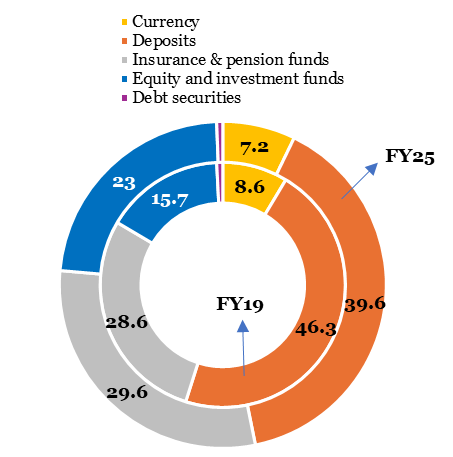 Currency
Deposits
Insurance & pension funds
Equity and investment funds
Debt securities
7.2
FY25
23
8.6
15.7
FY19
39.6
28.6
46.3
29.6